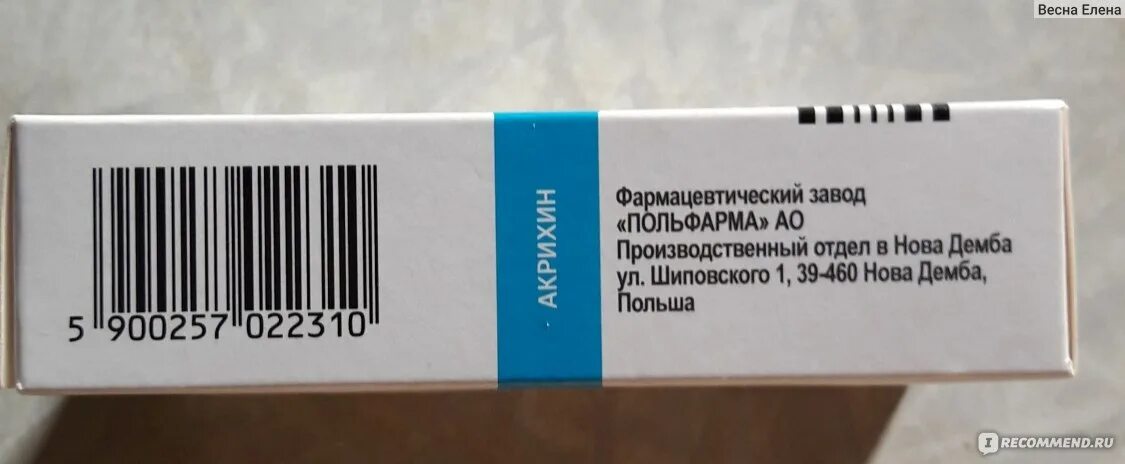 Весна Елена
5 900257 022310
АКРИХИН
Фармацевтический завод
«ПОЛЬФАРМА» АО
Производственный отдел в Нова Демба
ул. Шиповского 1, 39-460 Нова Демба,
Польша
I RECOMMEND.RU